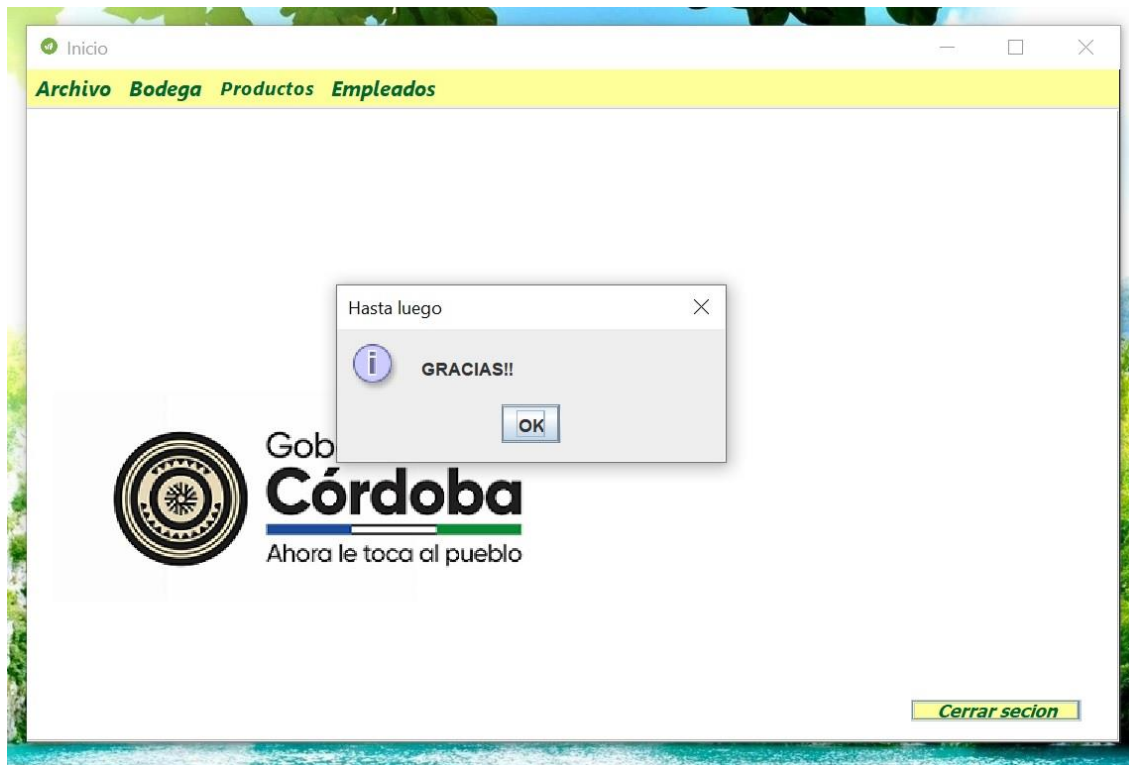 Inicio
Archivo Bodega Productos Empleados
Hasta luego
i
GRACIAS!!
OK
Gob
Córdoba
Ahora le toca al pueblo
Cerrar secion